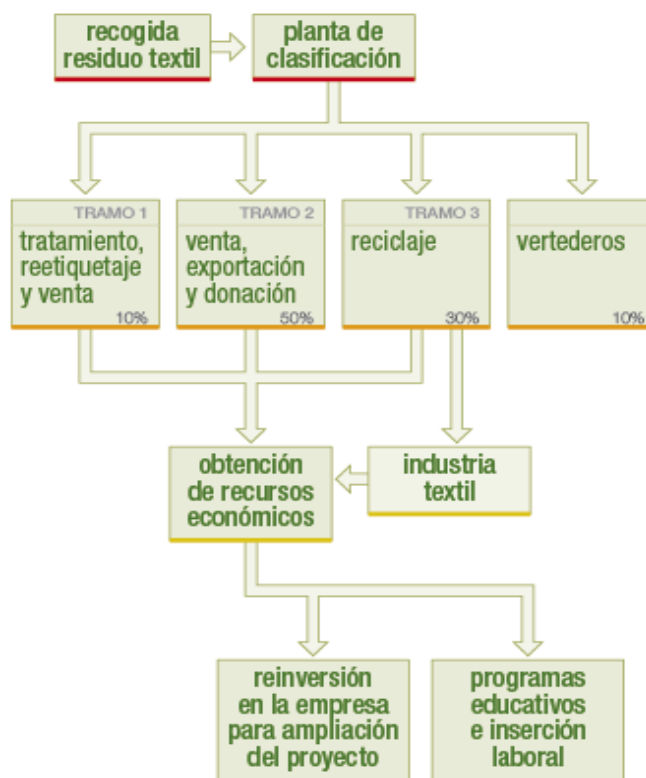 recogida
residuo textil
planta de
clasificación
TRAMO 1
tratamiento,
reetiquetaje
y venta
10%
TRAMO 2
venta,
exportación
y donación
50%
TRAMO 3
reciclaje
30%
vertederos
10%
obtención
de recursos
económicos
industria
textil
reinversión
en la empresa
para ampliación
del proyecto
programas
educativos
e inserción
laboral